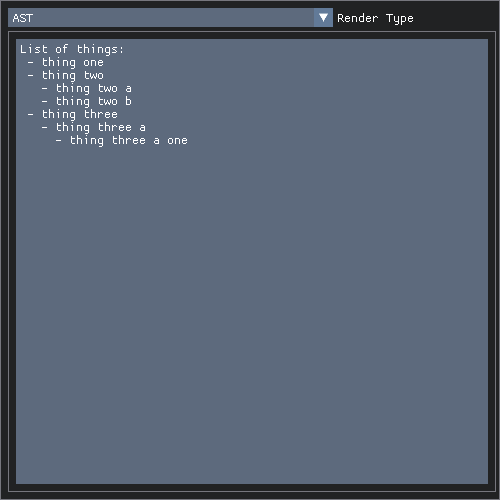 AST
Render Type
List of things:
 - thing one
 - thing two
   - thing two a
   - thing two b
 - thing three
   - thing three a
     - thing three a one